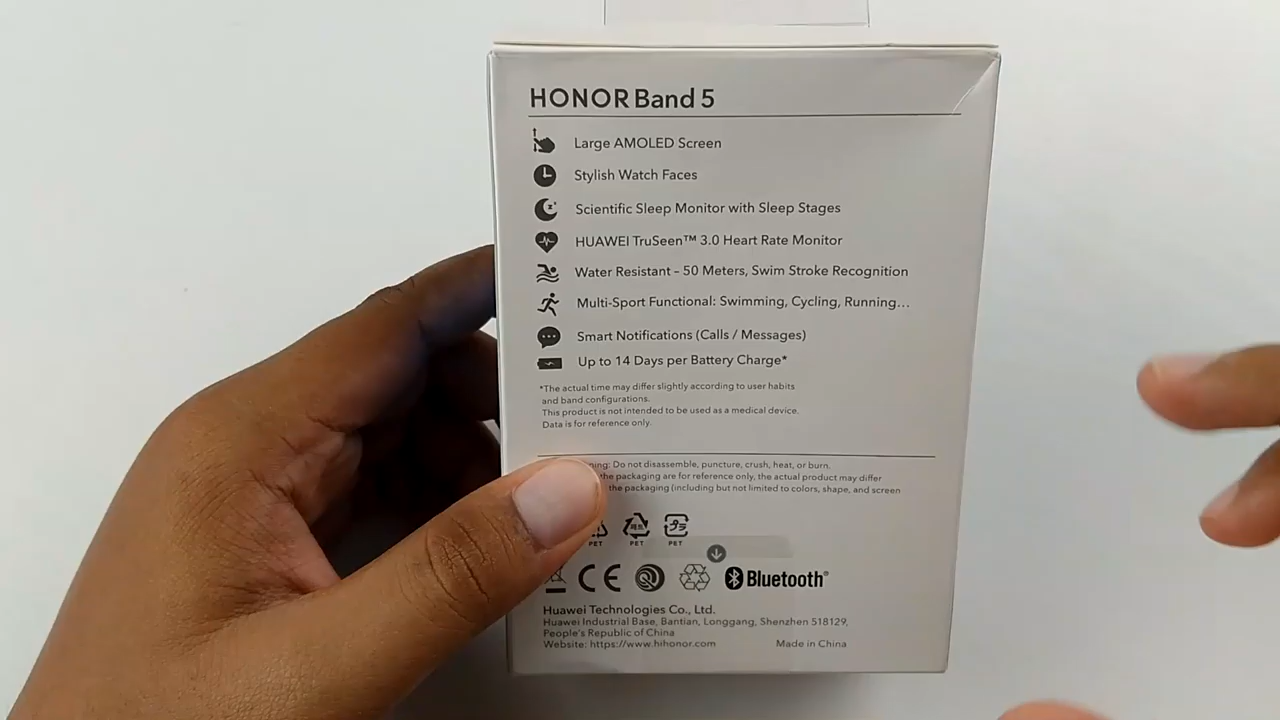 HONOR Band 5
Large AMOLED Screen
Stylish Watch Faces
Scientific Sleep Monitor with Sleep Stages
HUAWEI TruSeen™ 3.0 Heart Rate Monitor
Water Resistant – 50 Meters, Swim Stroke Recognition
Multi-Sport Functional: Swimming, Cycling, Running...
Smart Notifications (Calls / Messages)
Up to 14 Days per Battery Charge*
*The actual time may differ slightly according to user habits
and band configurations.
This product is not intended to be used as a medical device.
Data is for reference only.
Do not disassemble, puncture, crush, heat, or burn.
the packaging are for reference only, the actual product may differ
the packaging (including but not limited to colors, shape, and screen
PET PET PET
CE Bluetooth®
Huawei Technologies Co., Ltd.
Huawei Industrial Base, Bantian, Longgang, Shenzhen 518129,
People's Republic of China
Website: https://www.hihonor.com Made in China